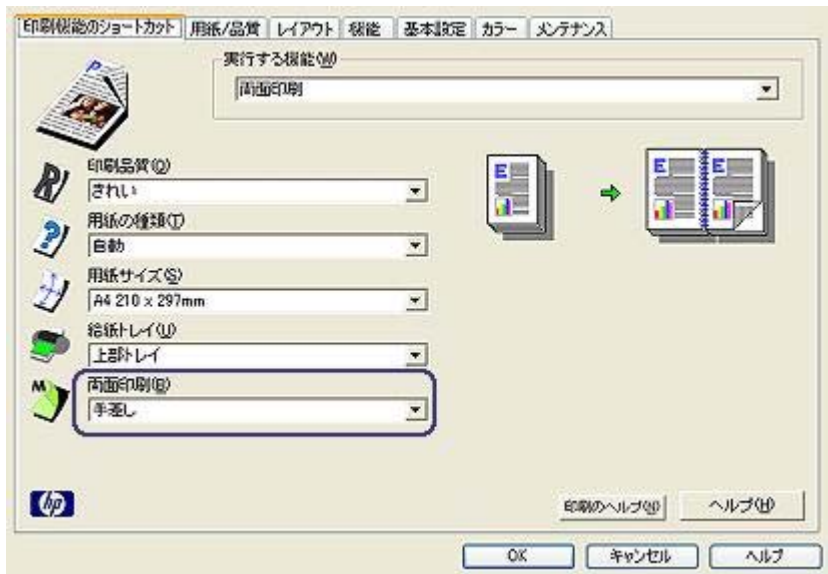 印刷機能のショートカット 用紙/品質 レイアウト 機能 基本設定 カラー メンテナンス
実行する機能(W)
両面印刷
印刷品質(Q)
きれい
用紙の種類(T)
自動
用紙サイズ(S)
A4 210 x 297mm
給紙トレイ(U)
上部トレイ
両面印刷(B)
手差し
hp
印刷のヘルプ(N) ヘルプ(H)
OK キャンセル ヘルプ